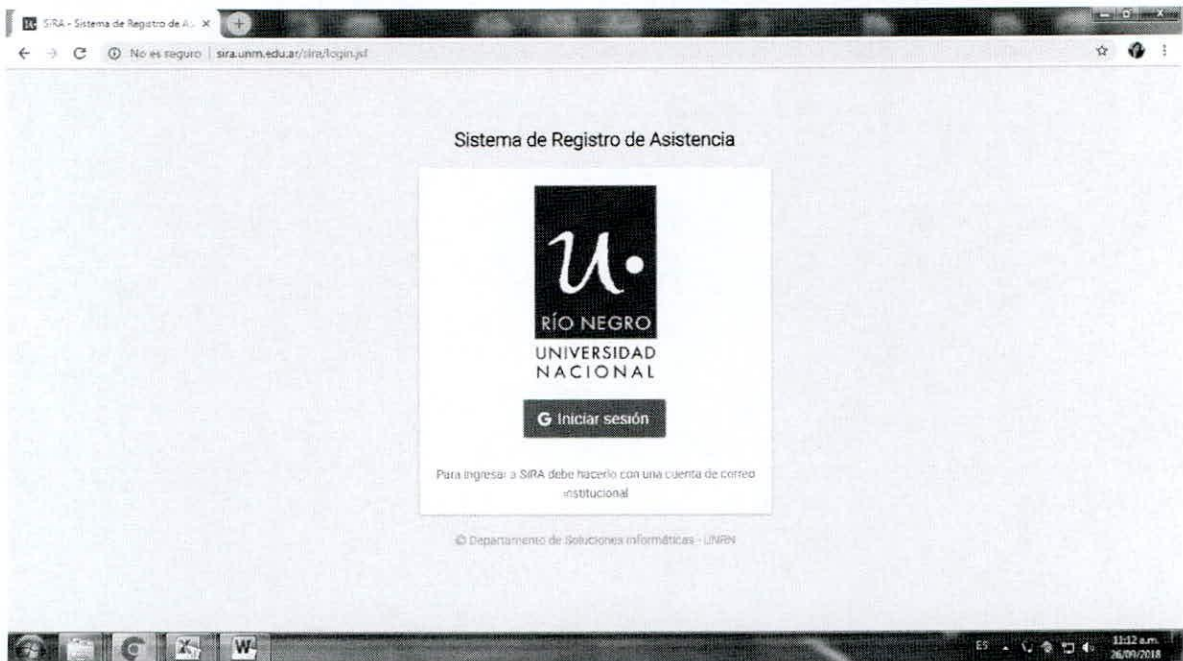 SiRA - Sistema de Registro de A
No es seguro | sira.unrn.edu.ar/sira/login.jsf
Sistema de Registro de Asistencia
u.
RÍO NEGRO
UNIVERSIDAD
NACIONAL
G Iniciar sesión
Para ingresar a SiRA debe hacerlo con una cuenta de correo
institucional
© Departamento de Soluciones Informáticas - UNRN
ES
11:12 a.m.
26/09/2018